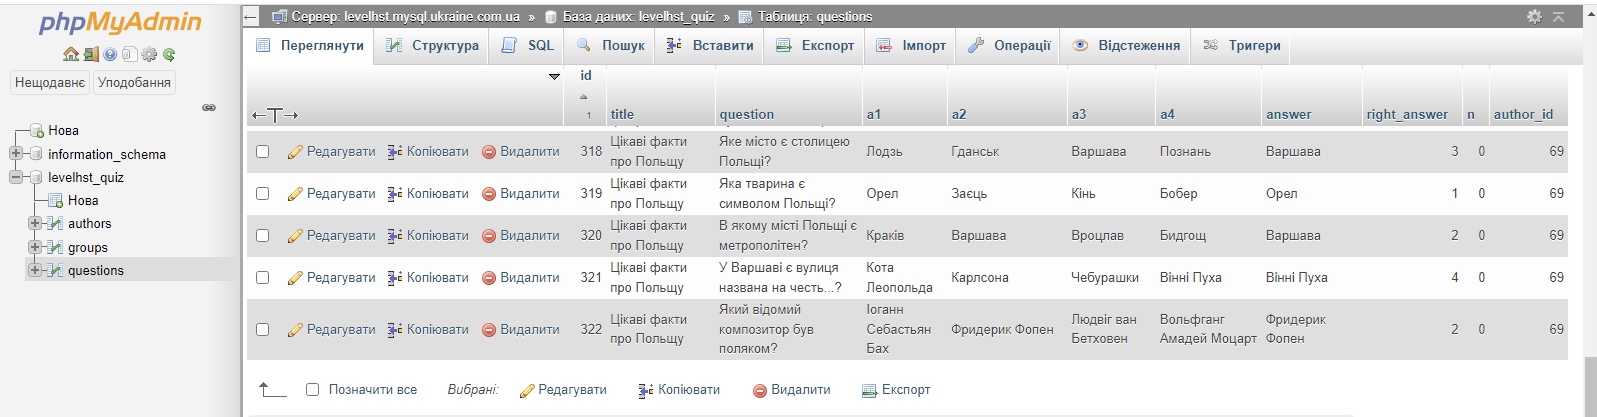 phpMyAdmin
Нещодавнє Уподобання
Нова
information_schema
levelhst_quiz
Нова
authors
groups
questions
Сервер: levelhst.mysql.ukraine.com.ua » База даних: levelhst_quiz » Таблиця: questions
Переглянути Структура SQL Пошук Вставити Експорт Імпорт Операції Відстеження Тригери
id
1
title question a1 a2 a3 a4 answer right_answer n author_id
Редагувати Копіювати Видалити 318 Цікаві факти про Польщу Яке місто є столицею Польщі? Лодзь Гданськ Варшава Познань Варшава 3 0 69
Редагувати Копіювати Видалити 319 Цікаві факти про Польщу Яка тварина є символом Польщі? Орел Заєць Кінь Бобер Орел 1 0 69
Редагувати Копіювати Видалити 320 Цікаві факти про Польщу В якому місті Польщі є метрополітен? Краків Варшава Вроцлав Бидгощ Варшава 2 0 69
Редагувати Копіювати Видалити 321 Цікаві факти про Польщу У Варшаві є вулиця названа на честь...? Кота Леопольда Карлсона Чебурашки Вінні Пуха Вінні Пуха 4 0 69
Редагувати Копіювати Видалити 322 Цікаві факти про Польщу Який відомий композитор був поляком? Іоганн Себастьян Бах Фридерик Фопен Людвіг ван Бетховен Вольфганг Амадей Моцарт Фридерик Фопен 2 0 69
Позначити все Вибрані: Редагувати Копіювати Видалити Експорт